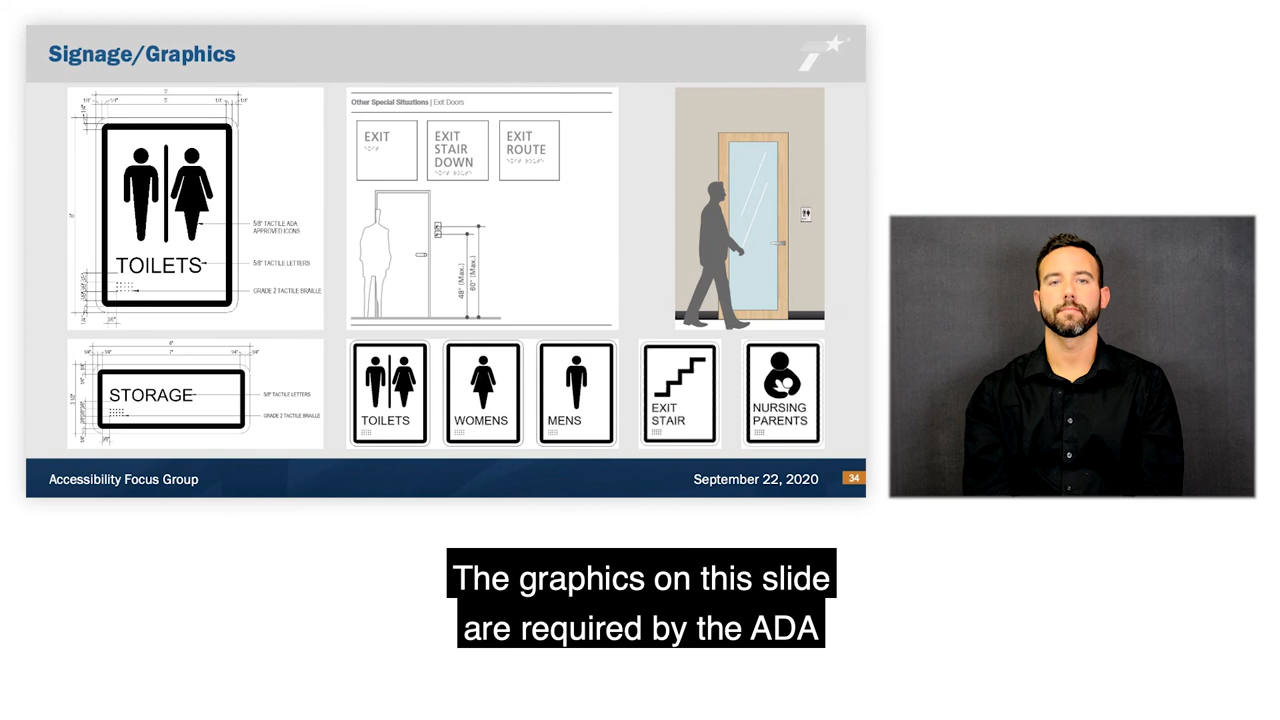 Signage/Graphics
5/8" TACTILE ADA
APPROVED ICONS
TOILETS
5/8" TACTILE LETTERS
GRADE 2 TACTILE BRAILLE
Other Special Situations | Exit Doors
EXIT
EXIT
STAIR
DOWN
EXIT
ROUTE
48" (Max.)
60" (Max.)
STORAGE
5/8" TACTILE LETTERS
GRADE 2 TACTILE BRAILLE
TOILETS
WOMENS
MENS
EXIT
STAIR
NURSING
PARENTS
Accessibility Focus Group
September 22, 2020
34
The graphics on this slide
are required by the ADA